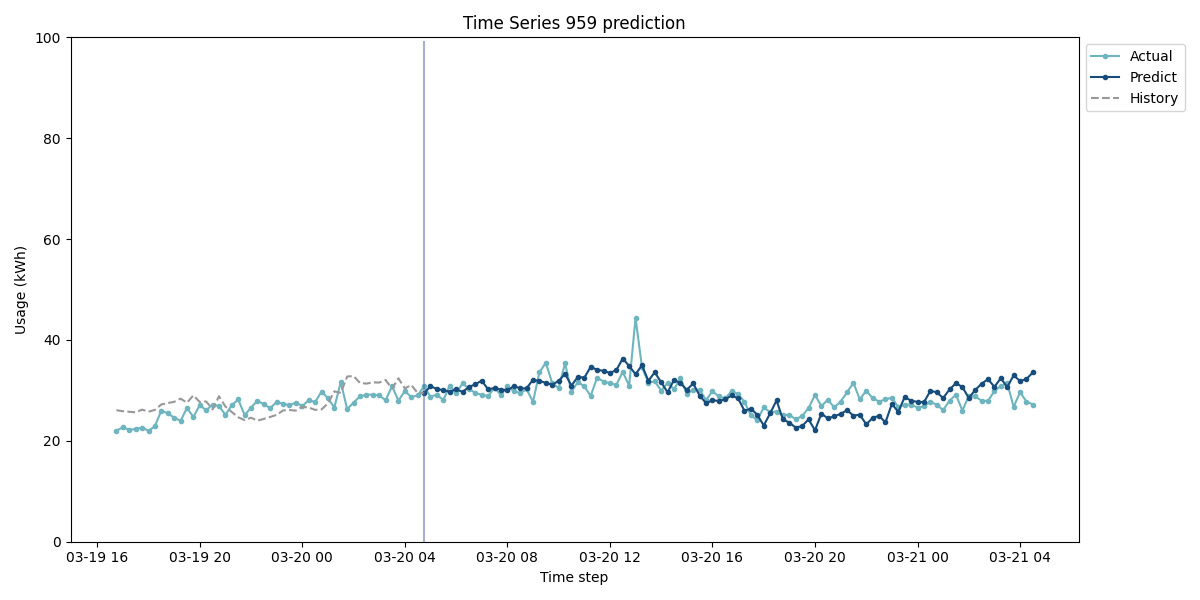 Time Series 959 prediction
Usage (kWh)
100
80
60
40
20
0
03-19 16 03-19 20 03-20 00 03-20 04 03-20 08 03-20 12 03-20 16 03-20 20 03-21 00 03-21 04
Time step
Actual
Predict
History